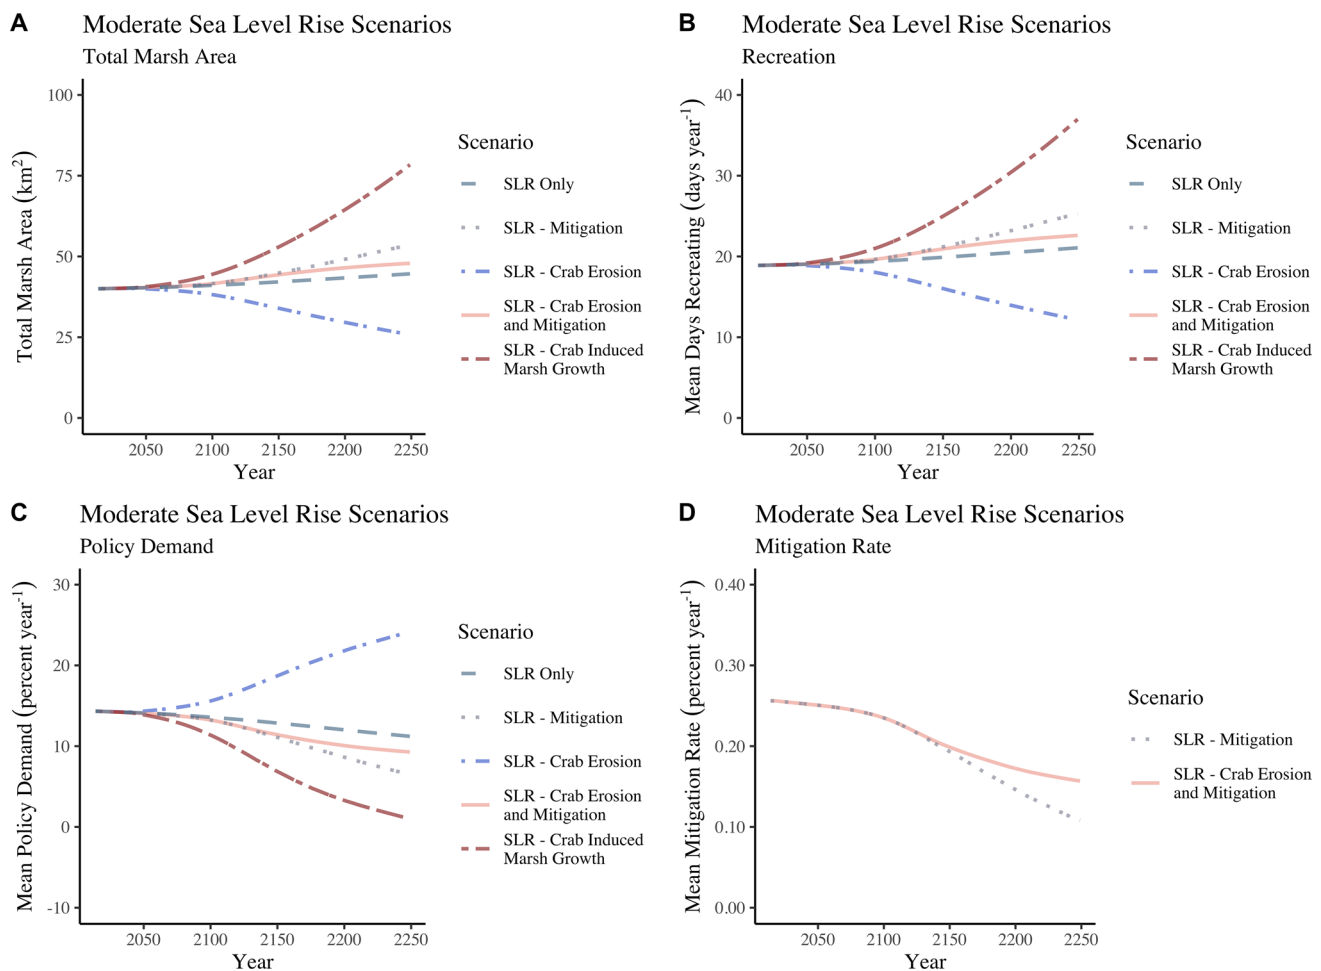 A
Moderate Sea Level Rise Scenarios
Total Marsh Area
Total Marsh Area (km²)
100
75
50
25
0
2050 2100 2150 2200 2250
Year
Scenario
SLR Only
SLR - Mitigation
SLR - Crab Erosion
SLR - Crab Erosion
and Mitigation
SLR - Crab Induced
Marsh Growth
B
Moderate Sea Level Rise Scenarios
Recreation
Mean Days Recreating (days year⁻¹)
40
30
20
10
0
2050 2100 2150 2200 2250
Year
Scenario
SLR Only
SLR - Mitigation
SLR - Crab Erosion
SLR - Crab Erosion
and Mitigation
SLR - Crab Induced
Marsh Growth
C
Moderate Sea Level Rise Scenarios
Policy Demand
Mean Policy Demand (percent year⁻¹)
30
20
10
0
-10
2050 2100 2150 2200 2250
Year
Scenario
SLR Only
SLR - Mitigation
SLR - Crab Erosion
SLR - Crab Erosion
and Mitigation
SLR - Crab Induced
Marsh Growth
D
Moderate Sea Level Rise Scenarios
Mitigation Rate
Mean Mitigation Rate (percent year⁻¹)
0.40
0.30
0.20
0.10
0.00
2050 2100 2150 2200 2250
Year
Scenario
SLR - Mitigation
SLR - Crab Erosion
and Mitigation